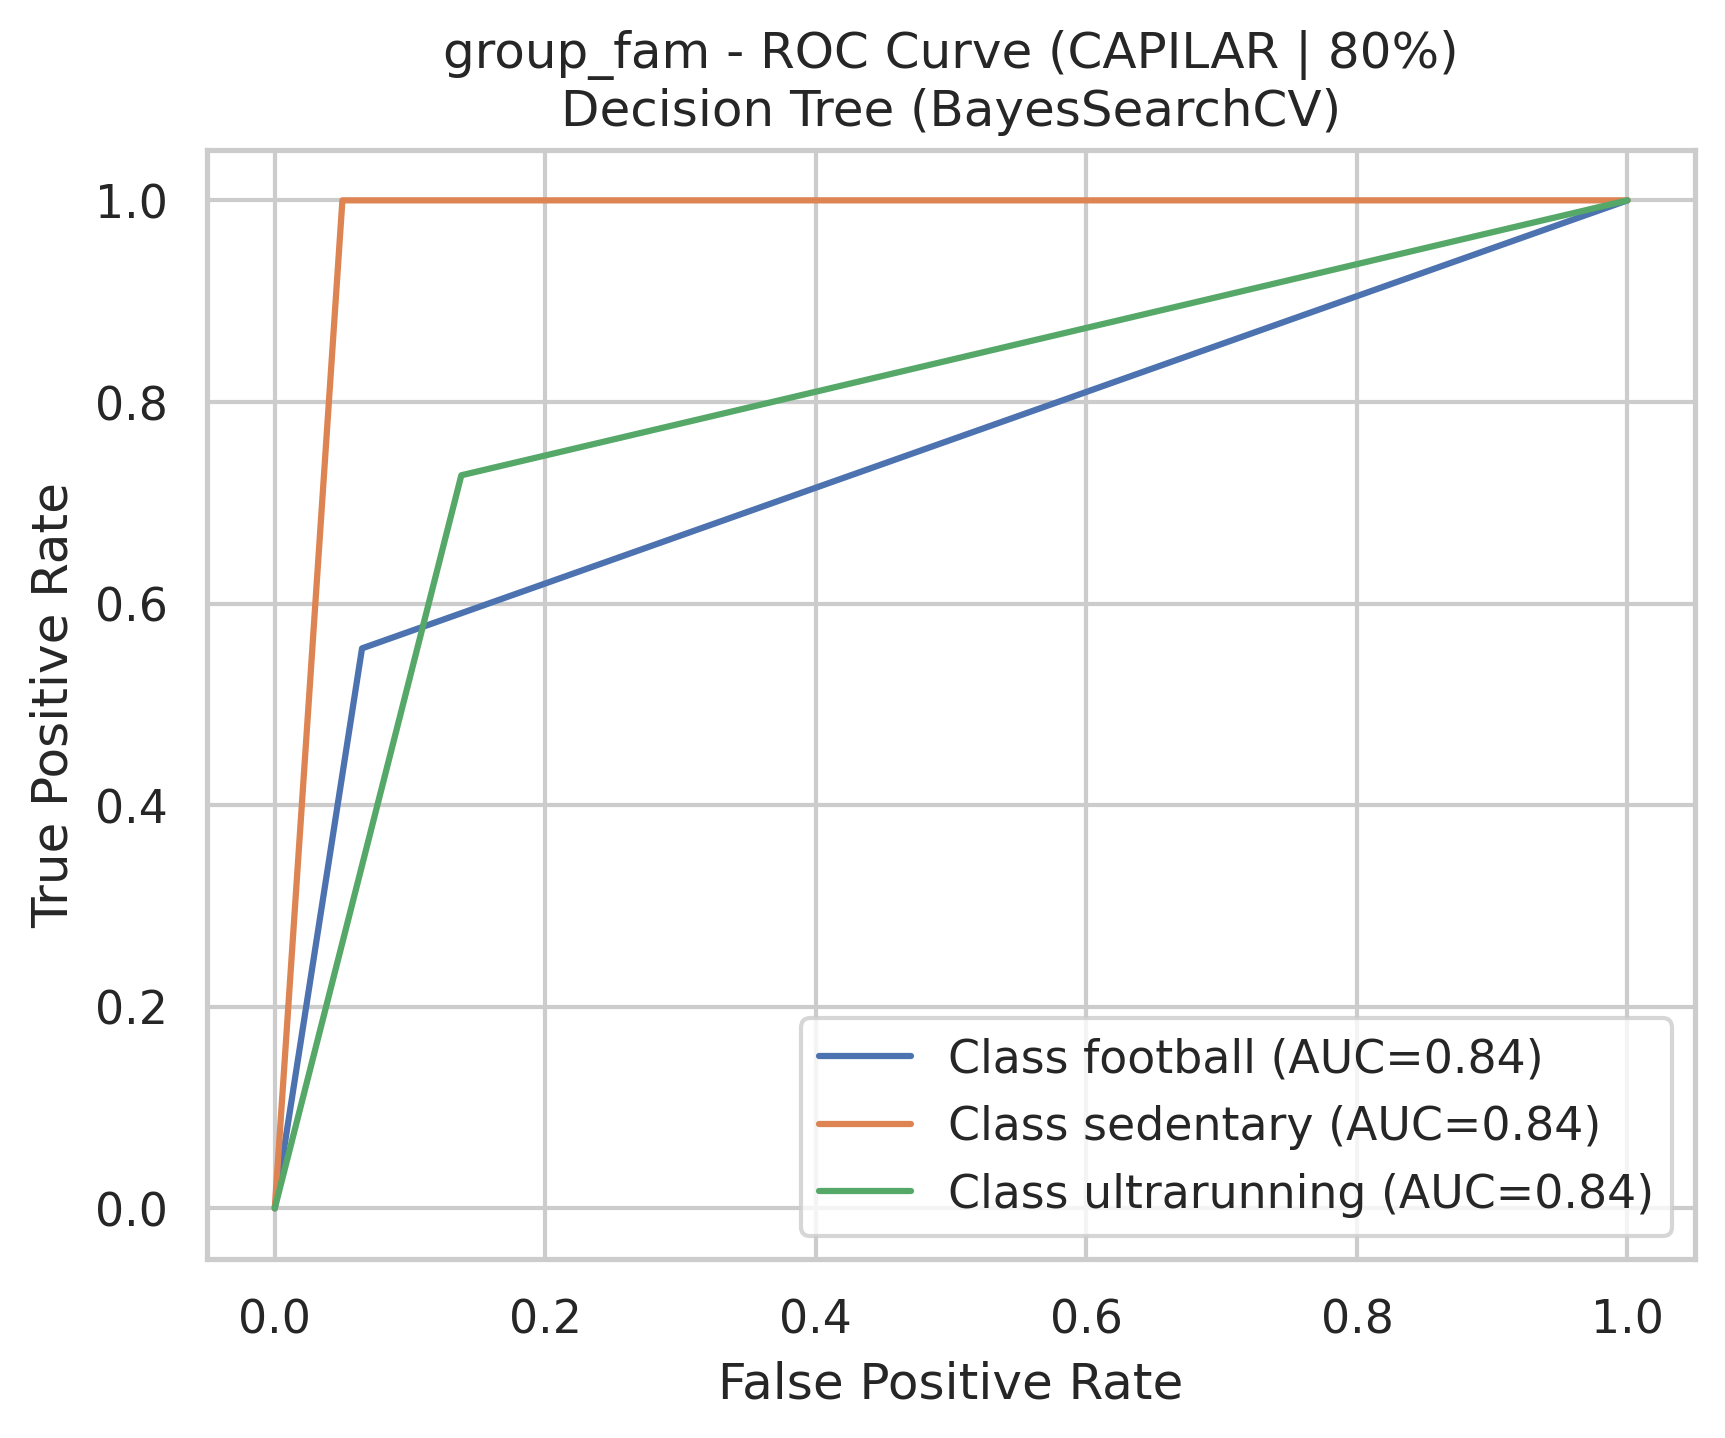 group_fam - ROC Curve (CAPILAR | 80%)
Decision Tree (BayesSearchCV)
True Positive Rate
1.0
0.8
0.6
0.4
0.2
0.0
Class football (AUC=0.84)
Class sedentary (AUC=0.84)
Class ultrarunning (AUC=0.84)
0.0 0.2 0.4 0.6 0.8 1.0
False Positive Rate